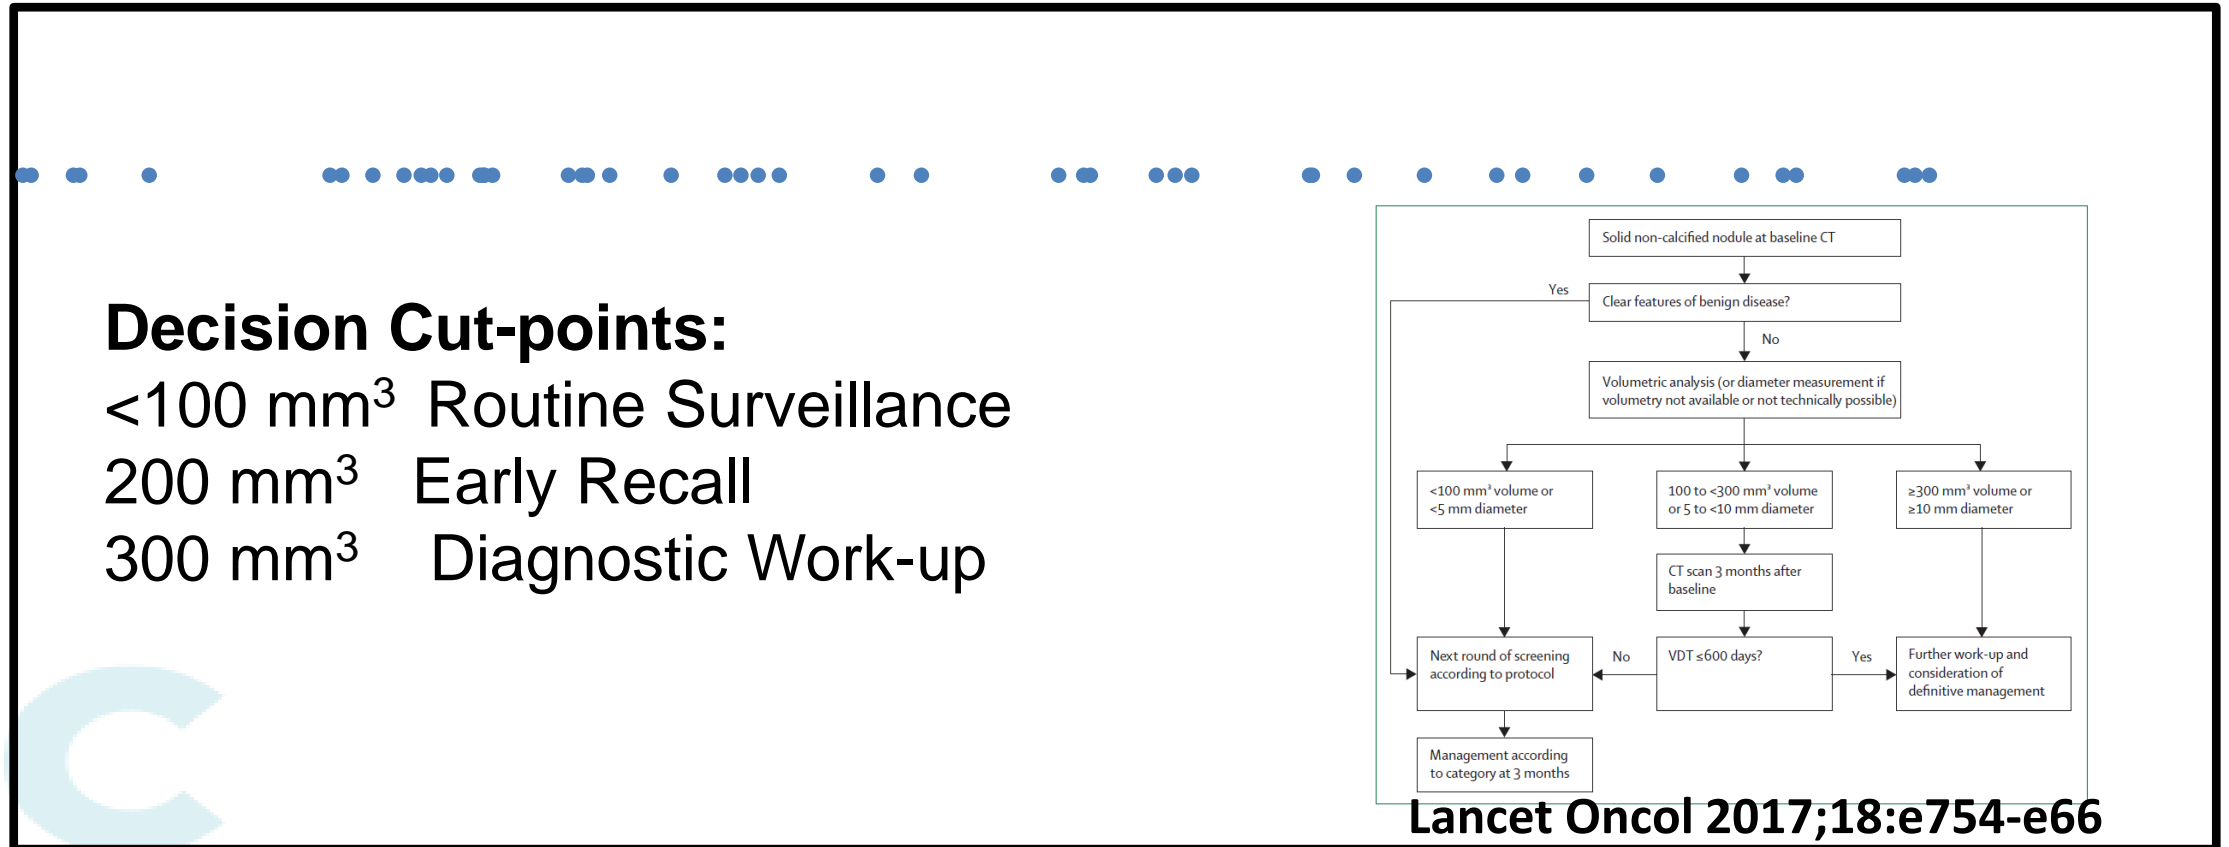 Decision Cut-points:
<100 mm³ Routine Surveillance
200 mm³ Early Recall
300 mm³ Diagnostic Work-up
Solid non-calcified nodule at baseline CT
Yes
Clear features of benign disease?
No
Volumetric analysis (or diameter measurement if
volumetry not available or not technically possible)
<100 mm³ volume or
<5 mm diameter
100 to <300 mm³ volume
or 5 to <10 mm diameter
≥300 mm³ volume or
≥10 mm diameter
CT scan 3 months after
baseline
Next round of screening
according to protocol
No
VDT ≤600 days?
Yes
Further work-up and
consideration of
definitive management
Management according
to category at 3 months
Lancet Oncol 2017;18:e754-e66